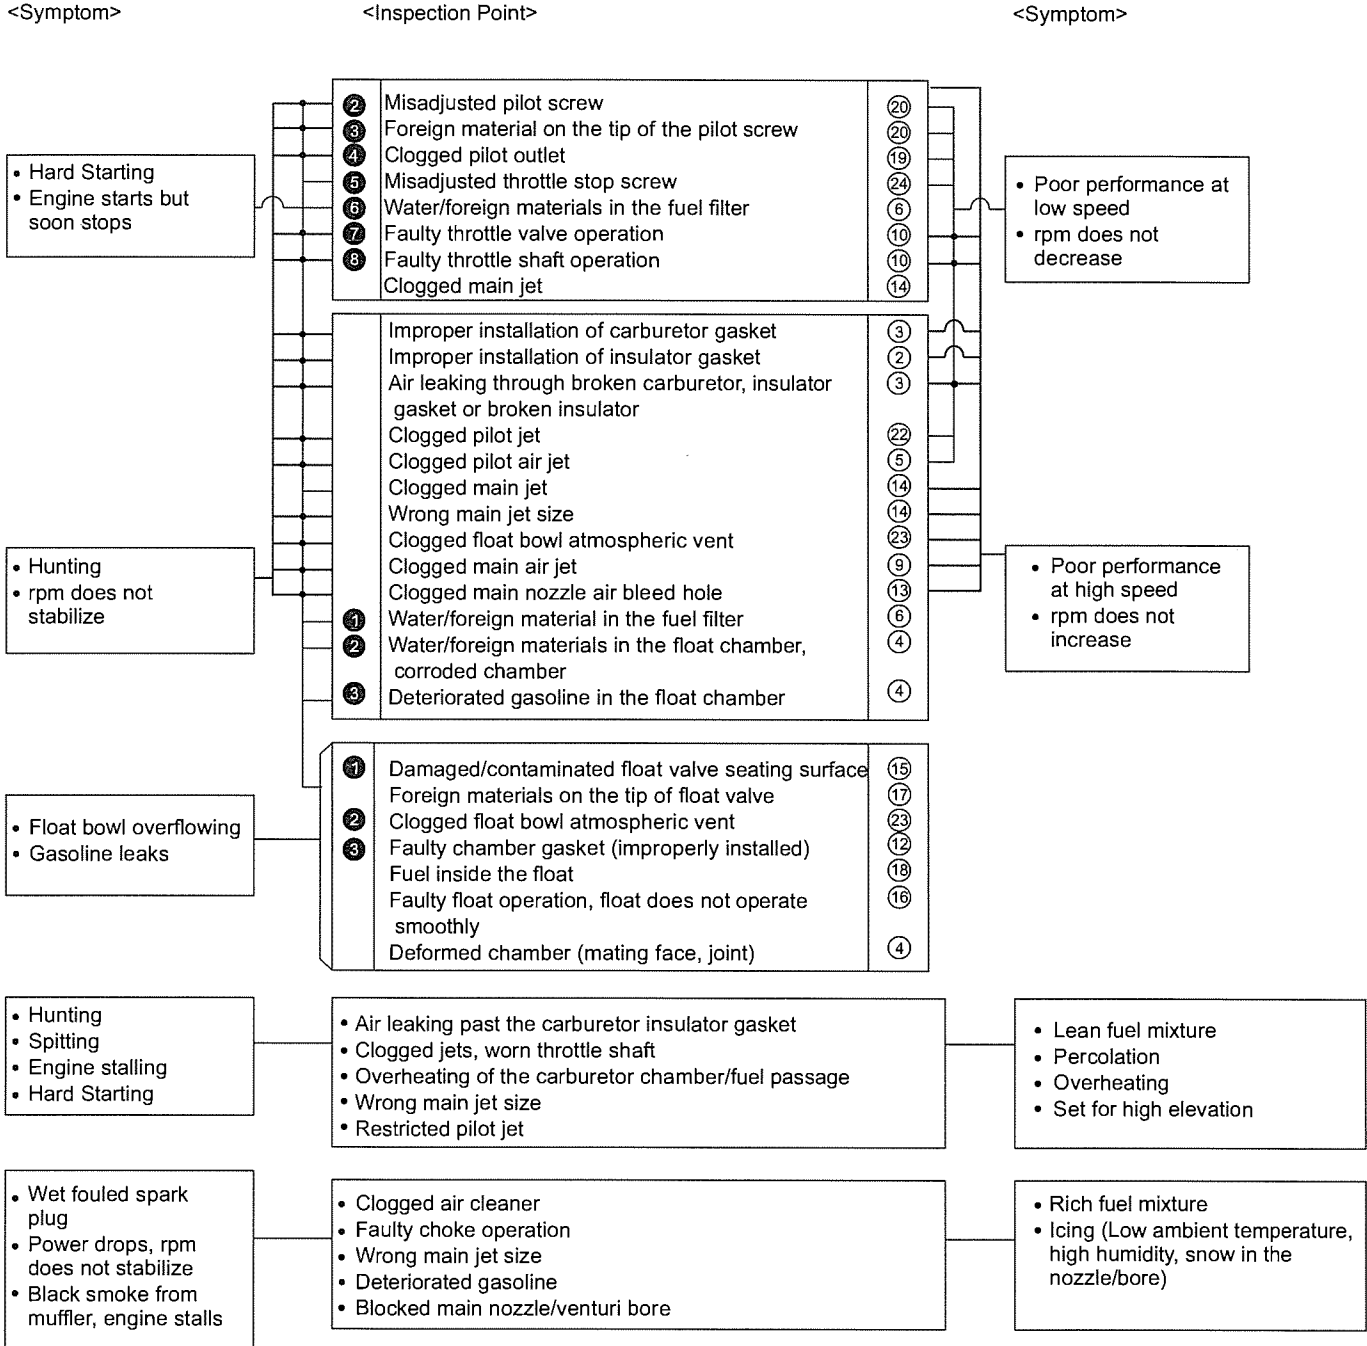 <Symptom>
<Inspection Point>
<Symptom>
• Hard Starting
• Engine starts but
soon stops
❷ Misadjusted pilot screw ⑳
❸ Foreign material on the tip of the pilot screw ⑳
❹ Clogged pilot outlet ⑲
❺ Misadjusted throttle stop screw ㉔
❻ Water/foreign materials in the fuel filter ⑥
❼ Faulty throttle valve operation ⑩
❽ Faulty throttle shaft operation ⑩
Clogged main jet ⑭
• Poor performance at
low speed
• rpm does not
decrease
Improper installation of carburetor gasket ③
Improper installation of insulator gasket ②
Air leaking through broken carburetor, insulator ③
gasket or broken insulator
Clogged pilot jet ㉒
Clogged pilot air jet ⑤
Clogged main jet ⑭
Wrong main jet size ⑭
Clogged float bowl atmospheric vent ㉓
Clogged main air jet ⑨
Clogged main nozzle air bleed hole ⑬
❶ Water/foreign material in the fuel filter ⑥
❷ Water/foreign materials in the float chamber, ④
corroded chamber
❸ Deteriorated gasoline in the float chamber ④
• Hunting
• rpm does not
stabilize
• Poor performance
at high speed
• rpm does not
increase
• Float bowl overflowing
• Gasoline leaks
❶ Damaged/contaminated float valve seating surface ⑮
Foreign materials on the tip of float valve ⑰
❷ Clogged float bowl atmospheric vent ㉓
❸ Faulty chamber gasket (improperly installed) ⑫
Fuel inside the float ⑱
Faulty float operation, float does not operate ⑯
smoothly
Deformed chamber (mating face, joint) ④
• Hunting
• Spitting
• Engine stalling
• Hard Starting
• Air leaking past the carburetor insulator gasket
• Clogged jets, worn throttle shaft
• Overheating of the carburetor chamber/fuel passage
• Wrong main jet size
• Restricted pilot jet
• Lean fuel mixture
• Percolation
• Overheating
• Set for high elevation
• Wet fouled spark
plug
• Power drops, rpm
does not stabilize
• Black smoke from
muffler, engine stalls
• Clogged air cleaner
• Faulty choke operation
• Wrong main jet size
• Deteriorated gasoline
• Blocked main nozzle/venturi bore
• Rich fuel mixture
• Icing (Low ambient temperature,
high humidity, snow in the
nozzle/bore)